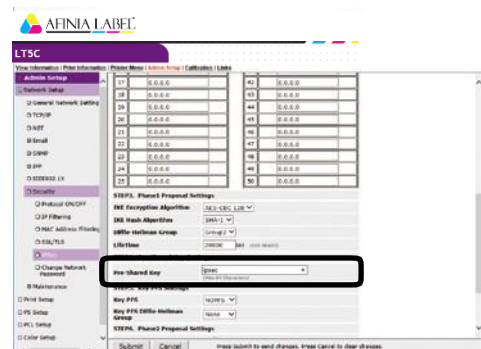 AFINIA LABEL
LT5C
View Information | Print Information | Printer Menu | Admin Setup | Calibration | Links
Admin Setup
Network Setup
General Network Setting
TCP/IP
NBT
Email
SNMP
IPP
IEEE802.1X
Security
Protocol ON/OFF
IP Filtering
MAC Address Filtering
SSL/TLS
IPSec
Change Network Password
Maintenance
Print Setup
PS Setup
PCL Setup
Color Setup
17 0.0.0.0 42 0.0.0.0
18 0.0.0.0 43 0.0.0.0
19 0.0.0.0 44 0.0.0.0
20 0.0.0.0 45 0.0.0.0
21 0.0.0.0 46 0.0.0.0
22 0.0.0.0 47 0.0.0.0
23 0.0.0.0 48 0.0.0.0
24 0.0.0.0 49 0.0.0.0
25 0.0.0.0 50 0.0.0.0
STEP3. Phase1 Proposal Settings
IKE Encryption Algorithm AES-CBC 128
IKE Hash Algorithm SHA-1
Diffie-Hellman Group Group2
LifeTime 28800
Pre-Shared Key ipsec
Key PFS Settings
Key PFS NOPFS
Key PFS Diffie-Hellman Group None
STEP6. Phase2 Proposal Settings
Submit Cancel Press Submit to send changes. Press Cancel to clear changes.